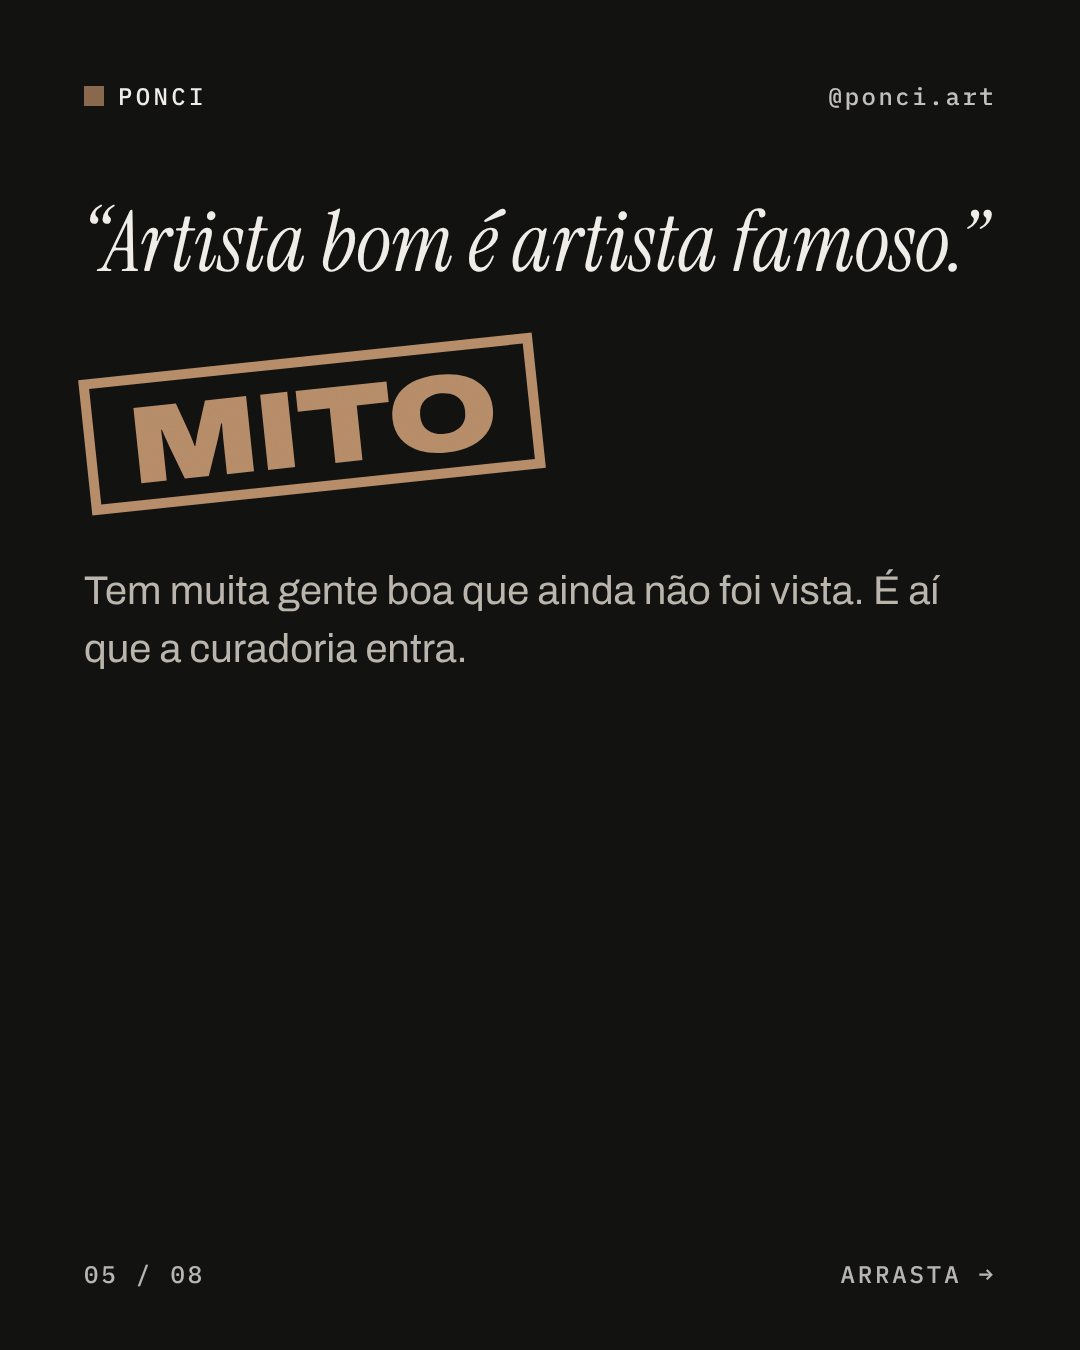 PONCI
@ponci.art
“Artista bom é artista famoso.”
MITO
Tem muita gente boa que ainda não foi vista. É aí
que a curadoria entra.
05 / 08
ARRASTA →